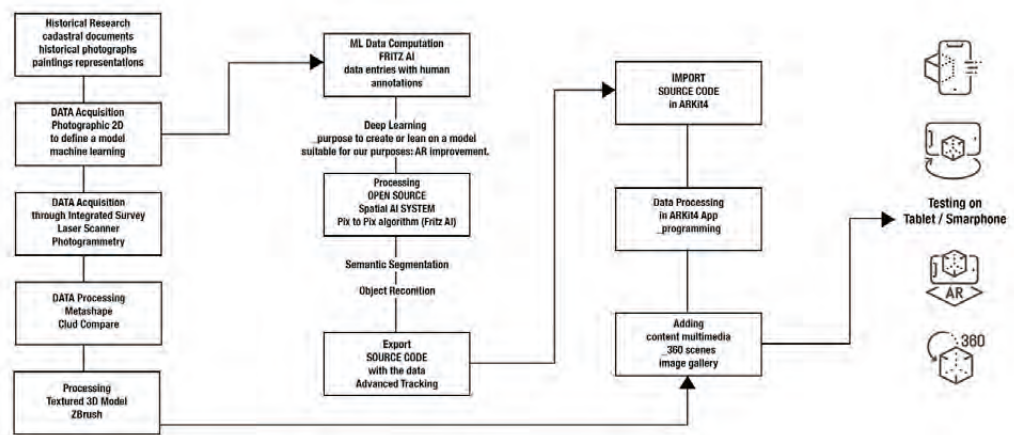 Historical Research
cadastral documents
historical photographs
paintings representations
DATA Acquisition
Photographic 2D
to define a model
machine learning
DATA Acquisition
through Integrated Survey
Laser Scanner
Photogrammetry
DATA Processing
Metashape
Clud Compare
Processing
Textured 3D Model
ZBrush
ML Data Computation
FRITZ AI
data entries with human
annotations
Deep Learning
_purpose to create or lean on a model
suitable for our purposes: AR improvement.
Processing
OPEN SOURCE
Spatial AI SYSTEM
Pix to Pix algorithm (Fritz AI)
Semantic Segmentation
Object Reconition
Export
SOURCE CODE
with the data
Advanced Tracking
IMPORT
SOURCE CODE
in ARKit4
Data Processing
in ARKit4 App
_programming
Adding
content multimedia
_360 scenes
image gallery
Testing on
Tablet / Smarphone
AR
360